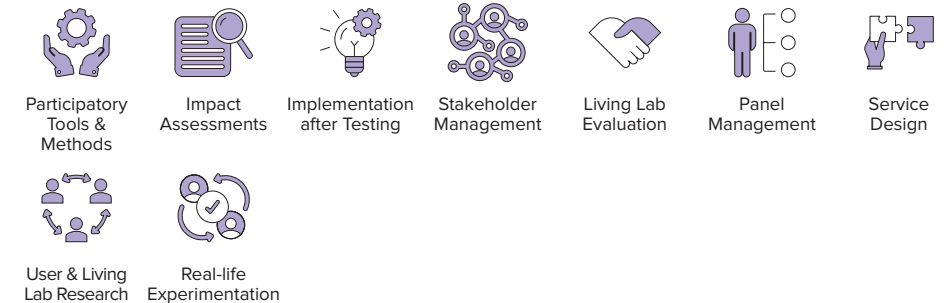 Participatory
Tools &
Methods
Impact
Assessments
Implementation
after Testing
Stakeholder
Management
Living Lab
Evaluation
Panel
Management
Service
Design
User & Living
Lab Research
Real-life
Experimentation